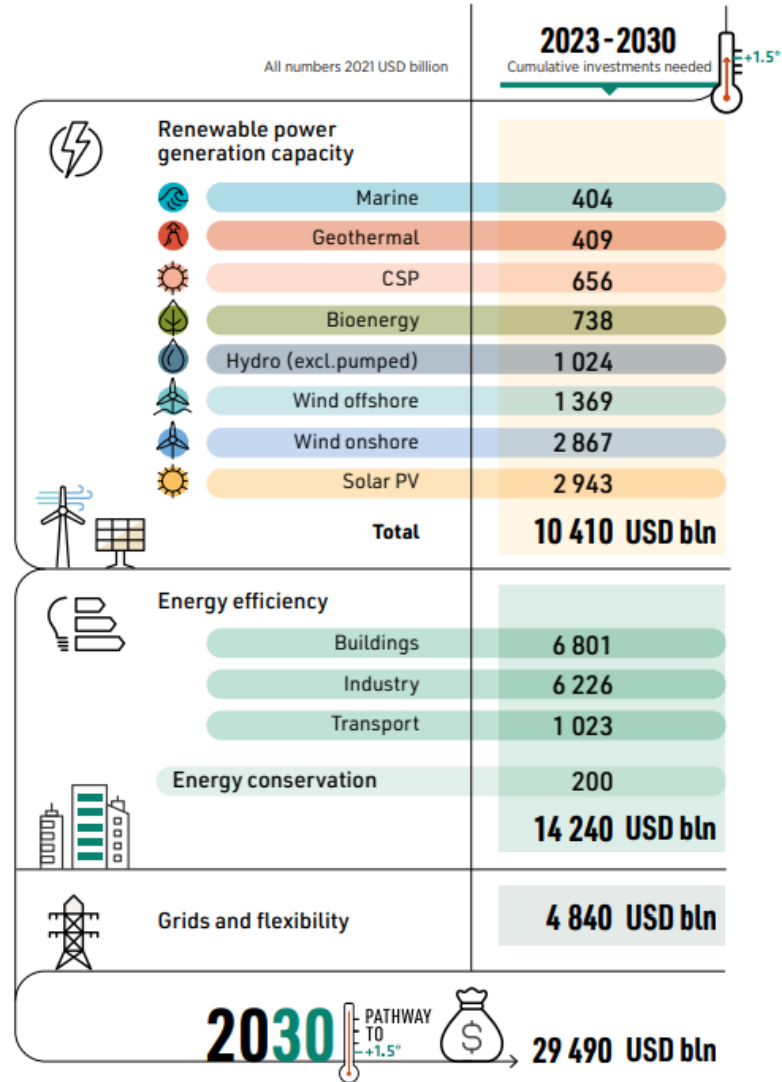 All numbers 2021 USD billion
2023 - 2030
Cumulative investments needed
+1.5°
Renewable power
generation capacity
Marine 404
Geothermal 409
CSP 656
Bioenergy 738
Hydro (excl.pumped) 1 024
Wind offshore 1 369
Wind onshore 2 867
Solar PV 2 943
Total 10 410 USD bln
Energy efficiency
Buildings 6 801
Industry 6 226
Transport 1 023
Energy conservation 200
14 240 USD bln
Grids and flexibility 4 840 USD bln
2030 PATHWAY
TO
+1.5°
$
29 490 USD bln